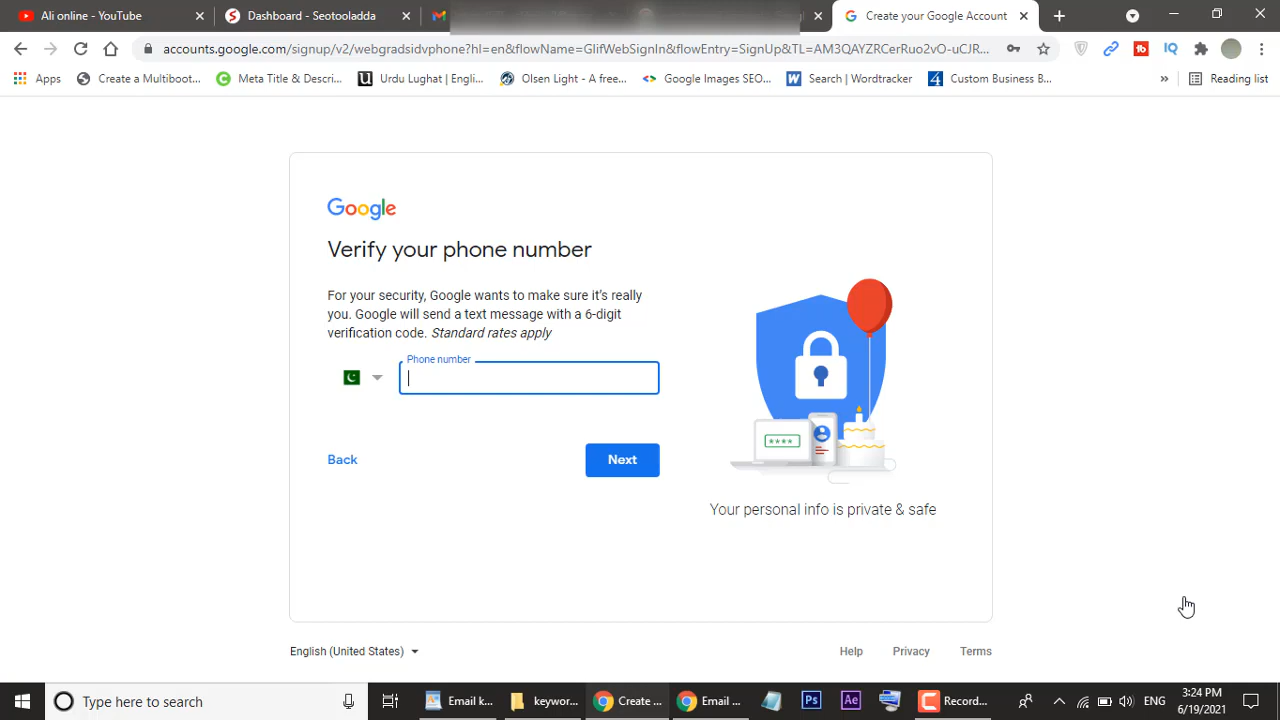 Ali online - YouTube
Dashboard - Seotooladda
Create your Google Account
accounts.google.com/signup/v2/webgradsidvphone?hl=en&flowName=GlifWebSignIn&flowEntry=SignUp&TL=AM3QAYZRCerRuo2vO-uCJR...
Apps
Create a Multiboot...
Meta Title & Descri...
Urdu Lughat | Engli...
Olsen Light - A free...
Google Images SEO...
Search | Wordtracker
Custom Business B...
»
Reading list
Google
Verify your phone number
For your security, Google wants to make sure it's really
you. Google will send a text message with a 6-digit
verification code. Standard rates apply
Phone number
Back
Next
****
Your personal info is private & safe
English (United States)
Help
Privacy
Terms
Type here to search
Email k...
keywor...
Create ...
Email ...
Ps
Ae
Record...
ENG
3:24 PM
6/19/2021